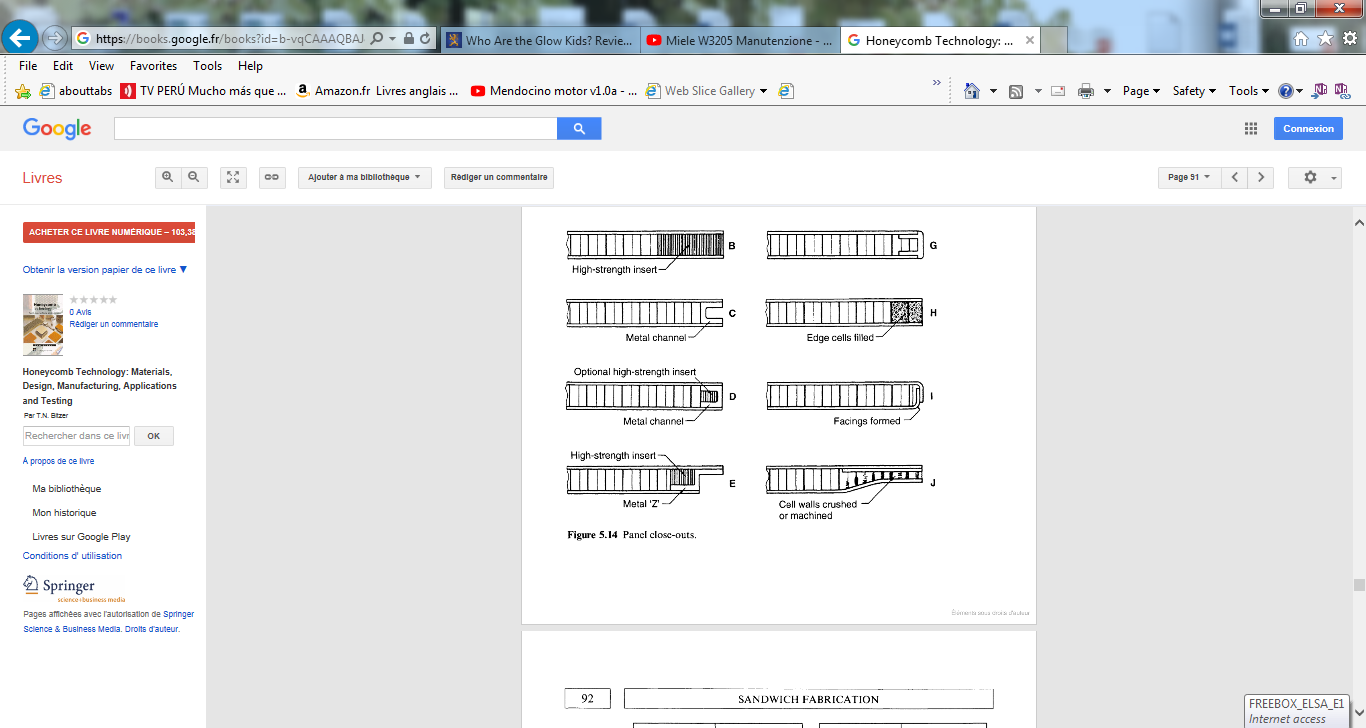 https://books.google.fr/books?id=b-vqCAAAQBAJ
Who Are the Glow Kids? Revie...
Miele W3205 Manutenzione - ...
Honeycomb Technology: ...
File Edit View Favorites Tools Help
abouttabs
TV PERÚ Mucho más que ...
Amazon.fr Livres anglais ...
Mendocino motor v1.0a - ...
Web Slice Gallery
Page
Safety
Tools
Google
Connexion
Livres
Ajouter à ma bibliothèque
Rédiger un commentaire
Page 91
ACHETER CE LIVRE NUMÉRIQUE – 103,38
Obtenir la version papier de ce livre
0 Avis
Rédiger un commentaire
Honeycomb Technology: Materials,
Design, Manufacturing, Applications
and Testing
Par T.N. Bitzer
Rechercher dans ce livr
OK
À propos de ce livre
Ma bibliothèque
Mon historique
Livres sur Google Play
Conditions d' utilisation
Springer
science+business media
Pages affichées avec l'autorisation de Springer
Science & Business Media. Droits d'auteur.
B
High-strength insert
G
C
Metal channel
H
Edge cells filled
Optional high-strength insert
D
Metal channel
I
Facings formed
High-strength insert
E
Metal 'Z'
J
Cell walls crushed
or machined
Figure 5.14 Panel close-outs.
Éléments sous droits d'auteur
92
SANDWICH FABRICATION
FREEBOX_ELSA_E1
Internet access